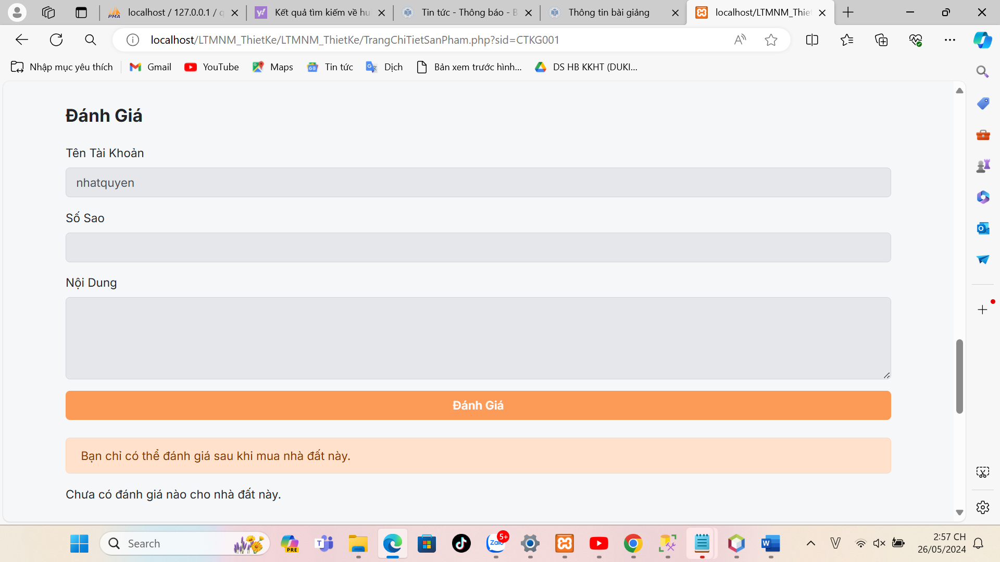 localhost / 127.0.0.1 / q
Kết quả tìm kiếm về hu
Tin tức - Thông báo - B
Thông tin bài giảng
localhost/LTMNM_Thiet
localhost/LTMNM_ThietKe/LTMNM_ThietKe/TrangChiTietSanPham.php?sid=CTKG001
Nhập mục yêu thích
Gmail
YouTube
Maps
Tin tức
Dịch
Bản xem trước hình...
DS HB KKHT (DUKI...
Đánh Giá
Tên Tài Khoản
nhatquyen
Số Sao
Nội Dung
Đánh Giá
Bạn chỉ có thể đánh giá sau khi mua nhà đất này.
Chưa có đánh giá nào cho nhà đất này.
Search
PRE
Zalo
5+
2:57 CH
26/05/2024